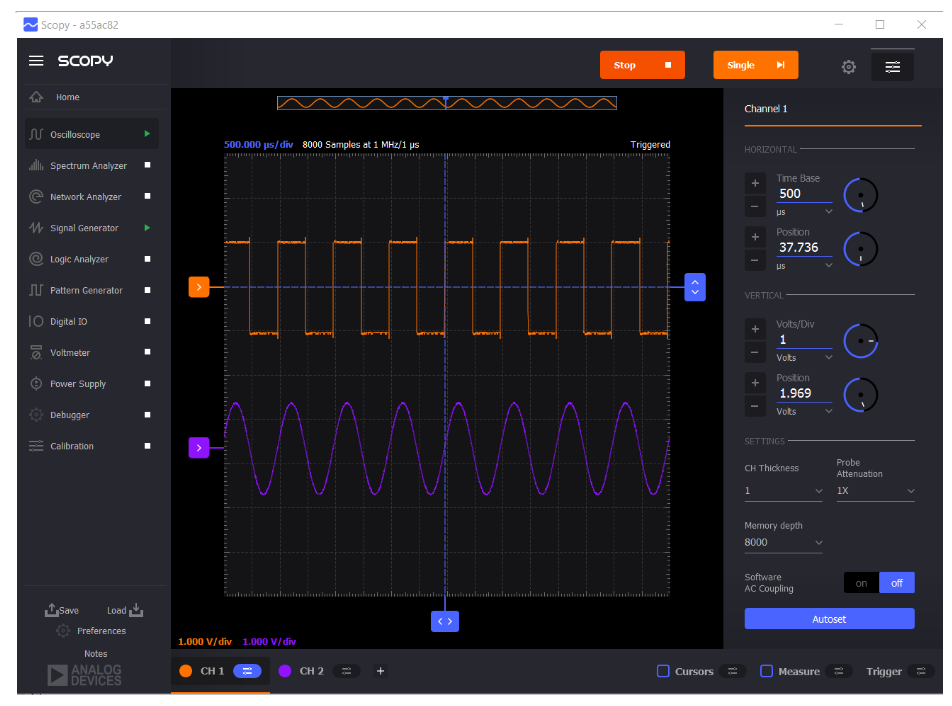 Scopy - a55ac82
SCOPY
Stop
Single
Home
Oscilloscope
Spectrum Analyzer
Network Analyzer
Signal Generator
Logic Analyzer
Pattern Generator
Digital IO
Voltmeter
Power Supply
Debugger
Calibration
Save
Load
Preferences
Notes
ANALOG
DEVICES
500.000 µs/div 8000 Samples at 1 MHz/1 µs
Triggered
1.000 V/div 1.000 V/div
CH 1
CH 2
+
Cursors
Measure
Trigger
Channel 1
HORIZONTAL
Time Base
+
500
−
µs
Position
+
37.736
−
µs
VERTICAL
Volts/Div
+
1
−
Volts
Position
+
1.969
−
Volts
SETTINGS
CH Thickness
1
Probe
Attenuation
1X
Memory depth
8000
Software
AC Coupling
on off
Autoset